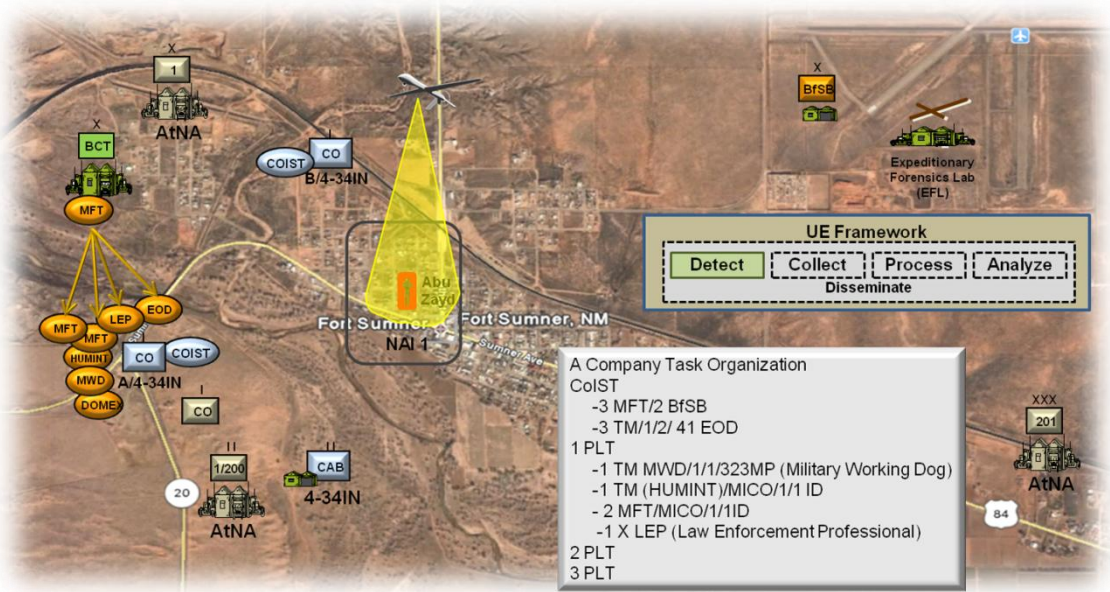 X
1
AtNA
X
BCT
MFT
MFT
MFT
LEP
EOD
HUMINT
MWD
DOMEX
CO
COIST
A/4-34IN
I
COIST
CO
B/4-34IN
X
BfSB
Expeditionary
Forensics Lab
(EFL)
UE Framework
Detect
Collect
Process
Analyze
Disseminate
Abu
Zayd
Fort Sumner
Fort Sumner, NM
NAI 1
Sumner Ave
I
CO
II
1/200
AtNA
II
CAB
4-34IN
20
84
XXX
201
AtNA
A Company Task Organization
CoIST
-3 MFT/2 BfSB
-3 TM/1/2/ 41 EOD
1 PLT
-1 TM MWD/1/1/323MP (Military Working Dog)
-1 TM (HUMINT)/MICO/1/1 ID
- 2 MFT/MICO/1/1ID
-1 X LEP (Law Enforcement Professional)
2 PLT
3 PLT